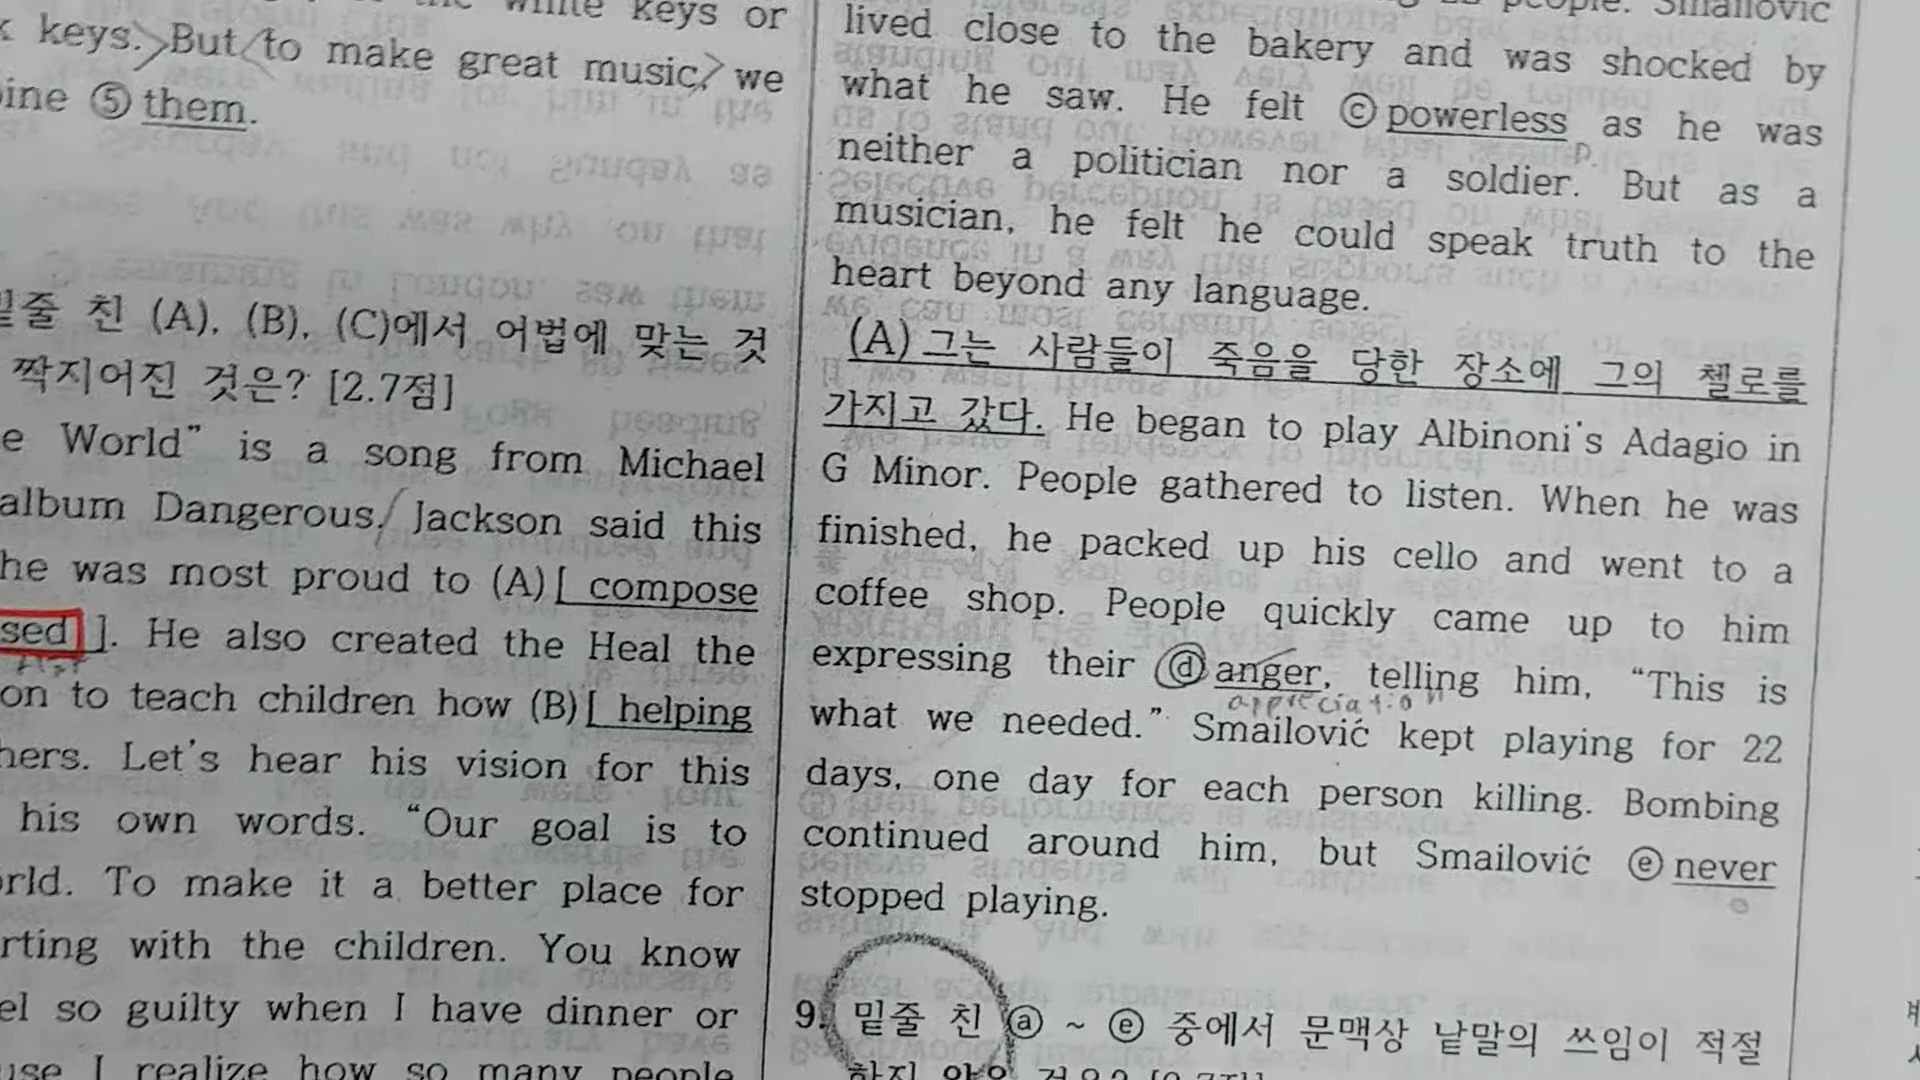 white keys or
keys. But to make great music, we
⑤ them.
줄 친 (A), (B), (C)에서 어법에 맞는 것
짝지어진 것은? [2.7점]
World" is a song from Michael
album Dangerous. Jackson said this
he was most proud to (A)[ compose
sed ]. He also created the Heal the
on to teach children how (B)[ helping
hers. Let's hear his vision for this
his own words. "Our goal is to
rld. To make it a better place for
rting with the children. You know
el so guilty when I have dinner or
use I realize how so many people
people. Smailović
lived close to the bakery and was shocked by
what he saw. He felt ⓒ powerless as he was
neither a politician nor a soldier. But as a
musician, he felt he could speak truth to the
heart beyond any language.
(A) 그는 사람들이 죽음을 당한 장소에 그의 첼로를
가지고 갔다. He began to play Albinoni's Adagio in
G Minor. People gathered to listen. When he was
finished, he packed up his cello and went to a
coffee shop. People quickly came up to him
expressing their ⓓ anger, telling him, "This is
appreciation
what we needed." Smailović kept playing for 22
days, one day for each person killing. Bombing
continued around him, but Smailović ⓔ never
stopped playing.
9. 밑줄 친 ⓐ ~ ⓔ 중에서 문맥상 낱말의 쓰임이 적절